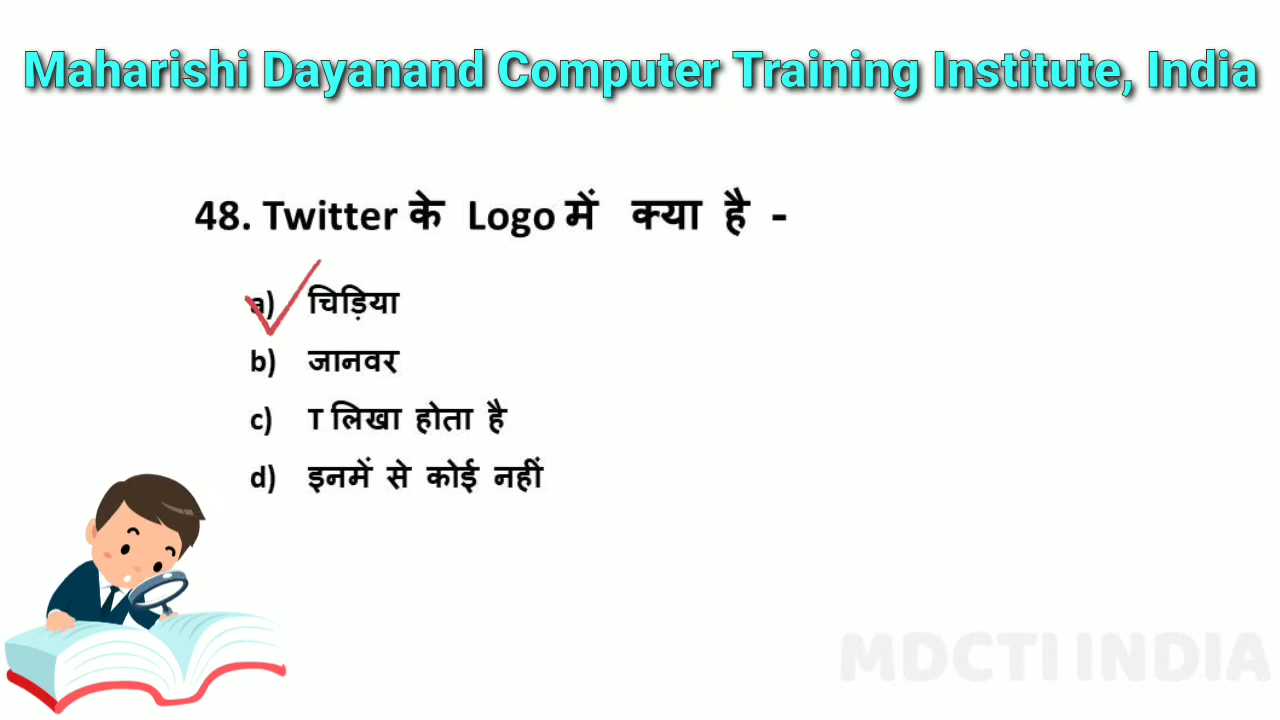 Maharishi Dayanand Computer Training Institute, India
48. Twitter के Logo में क्या है -
a) चिड़िया
b) जानवर
c) T लिखा होता है
d) इनमें से कोई नहीं
MDCTI INDIA